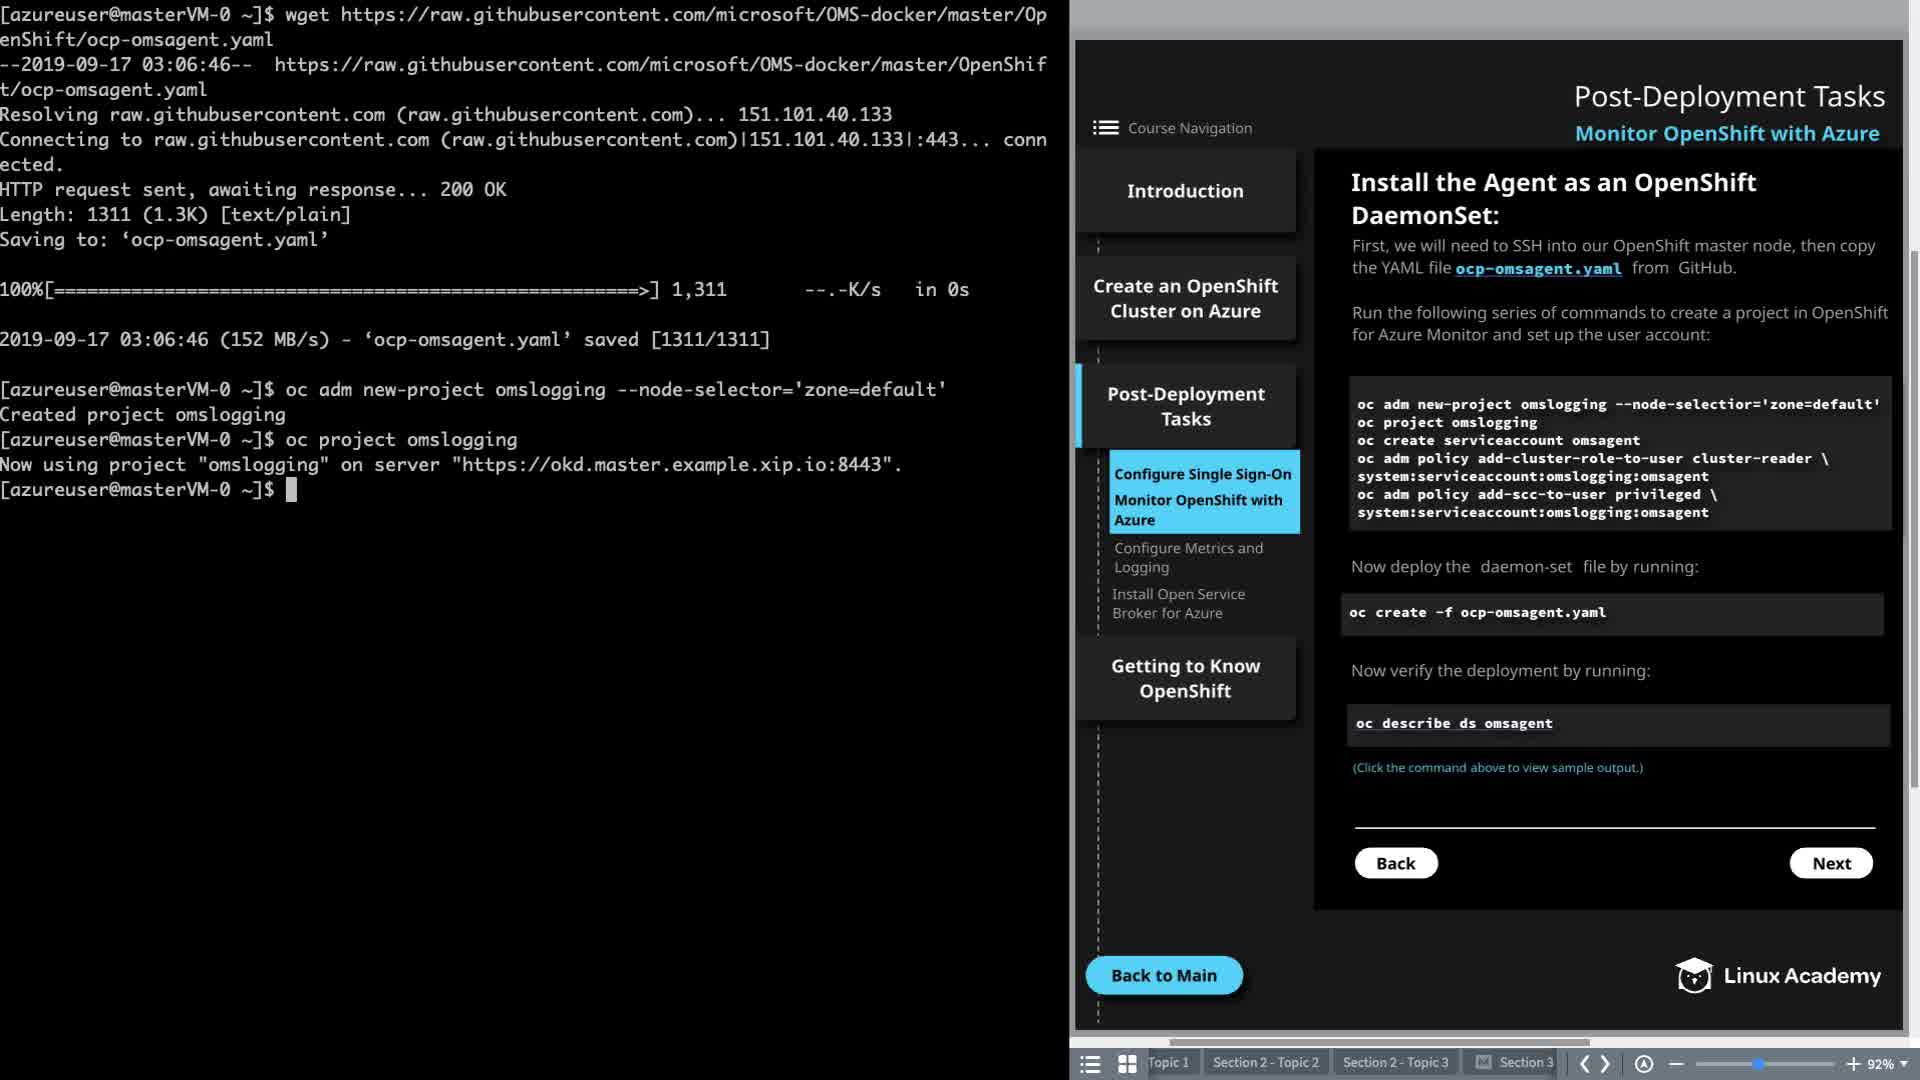 [azureuser@masterVM-0 ~]$ wget https://raw.githubusercontent.com/microsoft/OMS-docker/master/Op
enShift/ocp-omsagent.yaml
--2019-09-17 03:06:46--  https://raw.githubusercontent.com/microsoft/OMS-docker/master/OpenShif
t/ocp-omsagent.yaml
Resolving raw.githubusercontent.com (raw.githubusercontent.com)... 151.101.40.133
Connecting to raw.githubusercontent.com (raw.githubusercontent.com)|151.101.40.133|:443... conn
ected.
HTTP request sent, awaiting response... 200 OK
Length: 1311 (1.3K) [text/plain]
Saving to: ‘ocp-omsagent.yaml’
100%[======================================================>] 1,311       --.-K/s   in 0s
2019-09-17 03:06:46 (152 MB/s) - ‘ocp-omsagent.yaml’ saved [1311/1311]
[azureuser@masterVM-0 ~]$ oc adm new-project omslogging --node-selector='zone=default'
Created project omslogging
[azureuser@masterVM-0 ~]$ oc project omslogging
Now using project "omslogging" on server "https://okd.master.example.xip.io:8443".
[azureuser@masterVM-0 ~]$
Post-Deployment Tasks
Monitor OpenShift with Azure
Course Navigation
Introduction
Create an OpenShift
Cluster on Azure
Post-Deployment
Tasks
Configure Single Sign-On
Monitor OpenShift with
Azure
Configure Metrics and
Logging
Install Open Service
Broker for Azure
Getting to Know
OpenShift
Back to Main
Install the Agent as an OpenShift
DaemonSet:
First, we will need to SSH into our OpenShift master node, then copy
the YAML file ocp-omsagent.yaml from GitHub.
Run the following series of commands to create a project in OpenShift
for Azure Monitor and set up the user account:
oc adm new-project omslogging --node-selectior='zone=default'
oc project omslogging
oc create serviceaccount omsagent
oc adm policy add-cluster-role-to-user cluster-reader \
system:serviceaccount:omslogging:omsagent
oc adm policy add-scc-to-user privileged \
system:serviceaccount:omslogging:omsagent
Now deploy the daemon-set file by running:
oc create -f ocp-omsagent.yaml
Now verify the deployment by running:
oc describe ds omsagent
(Click the command above to view sample output.)
Back
Next
Linux Academy
Topic 1
Section 2 - Topic 2
Section 2 - Topic 3
Section 3
92%